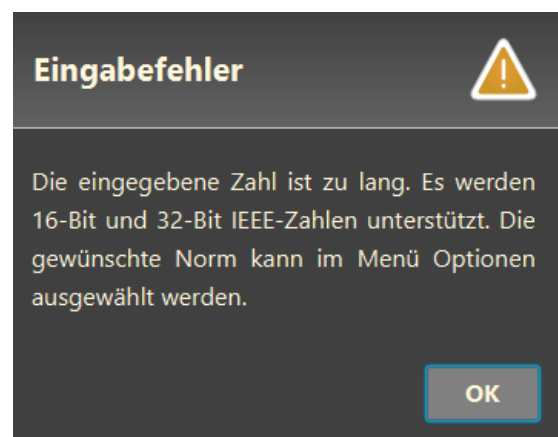 Eingabefehler
Die eingegebene Zahl ist zu lang. Es werden
16-Bit und 32-Bit IEEE-Zahlen unterstützt. Die
gewünschte Norm kann im Menü Optionen
ausgewählt werden.
OK